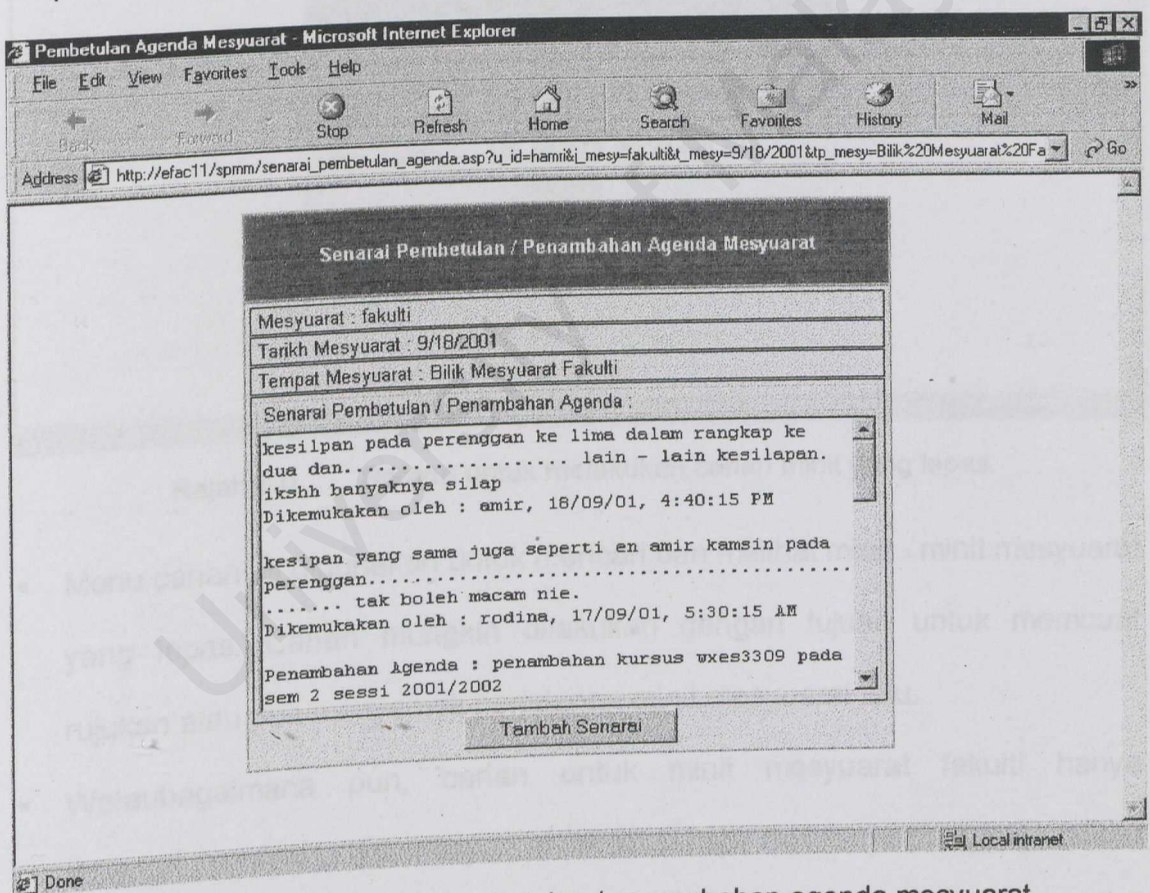 Pembetulan Agenda Mesyuarat - Microsoft Internet Explorer
File Edit View Favorites Tools Help
Back Forward Stop Refresh Home Search Favorites History Mail
Address http://efac11/spmm/senarai_pembetulan_agenda.asp?u_id=hamri&j_mesy=fakulti&t_mesy=9/18/2001&tp_mesy=Bilik%20Mesyuarat%20Fa Go
Senarai Pembetulan / Penambahan Agenda Mesyuarat
Mesyuarat : fakulti
Tarikh Mesyuarat : 9/18/2001
Tempat Mesyuarat : Bilik Mesyuarat Fakulti
Senarai Pembetulan / Penambahan Agenda :
kesilpan pada perenggan ke lima dalam rangkap ke
dua dan.................... lain - lain kesilapan.
ikshh banyaknya silap
Dikemukakan oleh : amir, 18/09/01, 4:40:15 PM
kesipan yang sama juga seperti en amir kamsin pada
perenggan..........................................
....... tak boleh macam nie.
Dikemukakan oleh : rodina, 17/09/01, 5:30:15 AM
Penambahan Agenda : penambahan kursus wxes3309 pada
sem 2 sessi 2001/2002
Tambah Senarai
Done
Local intranet
agenda mesyuarat